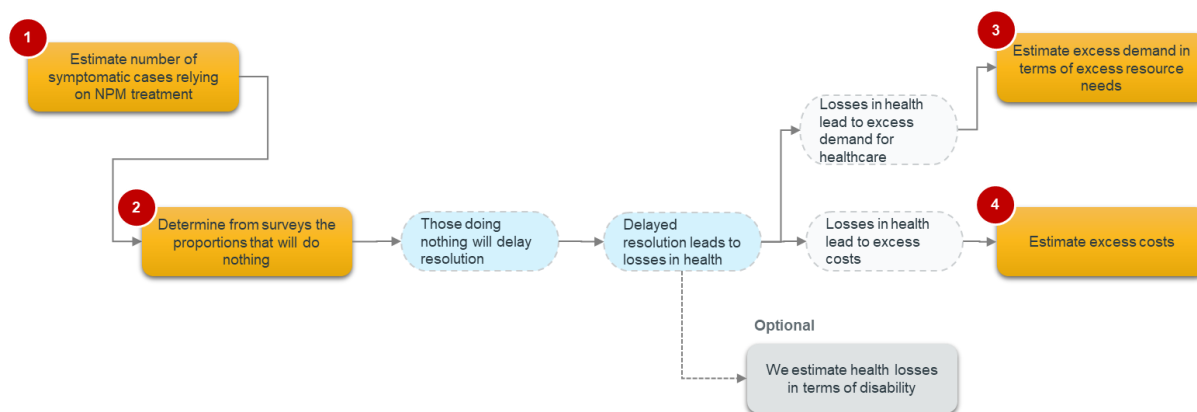 1
Estimate number of
symptomatic cases relying
on NPM treatment
2
Determine from surveys the
proportions that will do
nothing
Those doing
nothing will delay
resolution
Delayed
resolution leads to
losses in health
Losses in health
lead to excess
demand for
healthcare
3
Estimate excess demand in
terms of excess resource
needs
Losses in health
lead to excess
costs
4
Estimate excess costs
Optional
We estimate health losses
in terms of disability